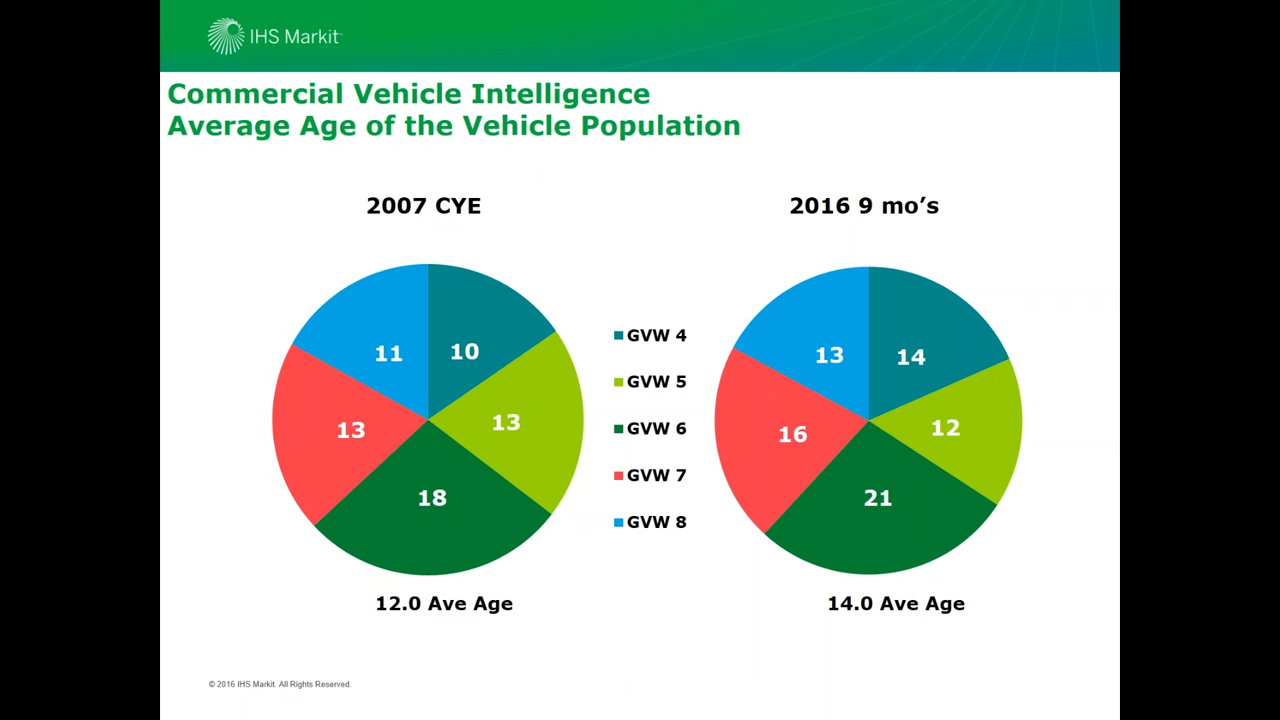 IHS Markit
Commercial Vehicle Intelligence
Average Age of the Vehicle Population
2007 CYE
11
10
13
13
18
12.0 Ave Age
GVW 4
GVW 5
GVW 6
GVW 7
GVW 8
2016 9 mo’s
13
14
16
12
21
14.0 Ave Age
© 2016 IHS Markit. All Rights Reserved.